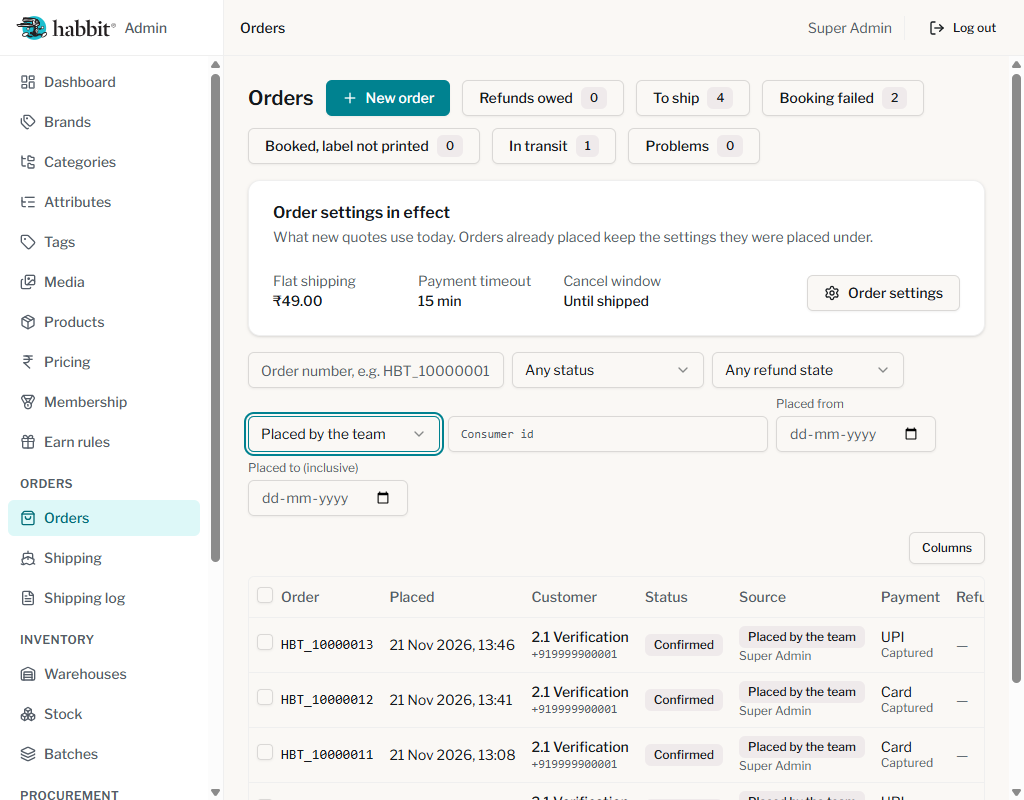 habbit® Admin
Orders
Super Admin
Log out
Dashboard
Brands
Categories
Attributes
Tags
Media
Products
Pricing
Membership
Earn rules
ORDERS
Orders
Shipping
Shipping log
INVENTORY
Warehouses
Stock
Batches
PROCUREMENT
Orders
+ New order
Refunds owed 0
To ship 4
Booking failed 2
Booked, label not printed 0
In transit 1
Problems 0
Order settings in effect
What new quotes use today. Orders already placed keep the settings they were placed under.
Flat shipping Payment timeout Cancel window
₹49.00 15 min Until shipped
Order settings
Order number, e.g. HBT_10000001
Any status
Any refund state
Placed by the team
Consumer id
Placed from
dd-mm-yyyy
Placed to (inclusive)
dd-mm-yyyy
Columns
Order Placed Customer Status Source Payment Refu
HBT_10000013 21 Nov 2026, 13:46 2.1 Verification Confirmed Placed by the team UPI —
+919999900001 Super Admin Captured
HBT_10000012 21 Nov 2026, 13:41 2.1 Verification Confirmed Placed by the team Card —
+919999900001 Super Admin Captured
HBT_10000011 21 Nov 2026, 13:08 2.1 Verification Confirmed Placed by the team Card —
+919999900001 Super Admin Captured